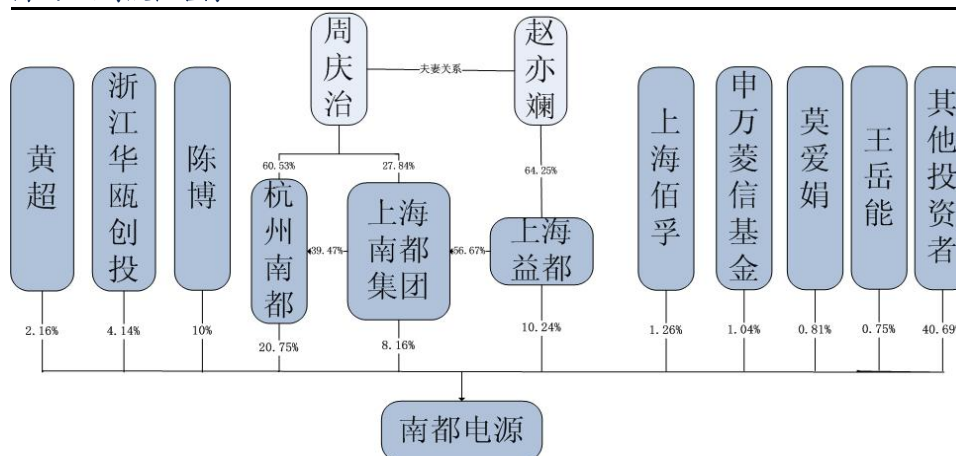 周庆治
夫妻关系
赵亦斓
黄超
浙江华瓯创投
陈博
60.53%
27.84%
64.25%
杭州南都
39.47%
上海南都集团
56.67%
上海益都
上海佰孚
申万菱信基金
莫爱娟
王岳能
其他投资者
2.16%
4.14%
10%
20.75%
8.16%
10.24%
1.26%
1.04%
0.81%
0.75%
40.69%
南都电源